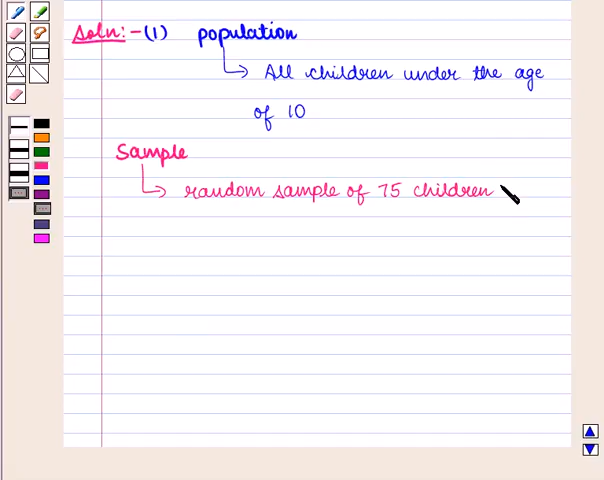 Soln:- (1) population
All children under the age
of 10
Sample
random sample of 75 children